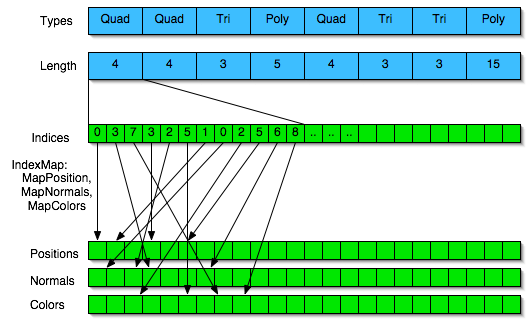 Types Quad Quad Tri Poly Quad Tri Tri Poly
Length 4 4 3 5 4 3 3 15
Indices 0 3 7 3 2 5 1 0 2 5 6 8 .. .. ..
IndexMap:
MapPosition,
MapNormals,
MapColors
Positions
Normals
Colors